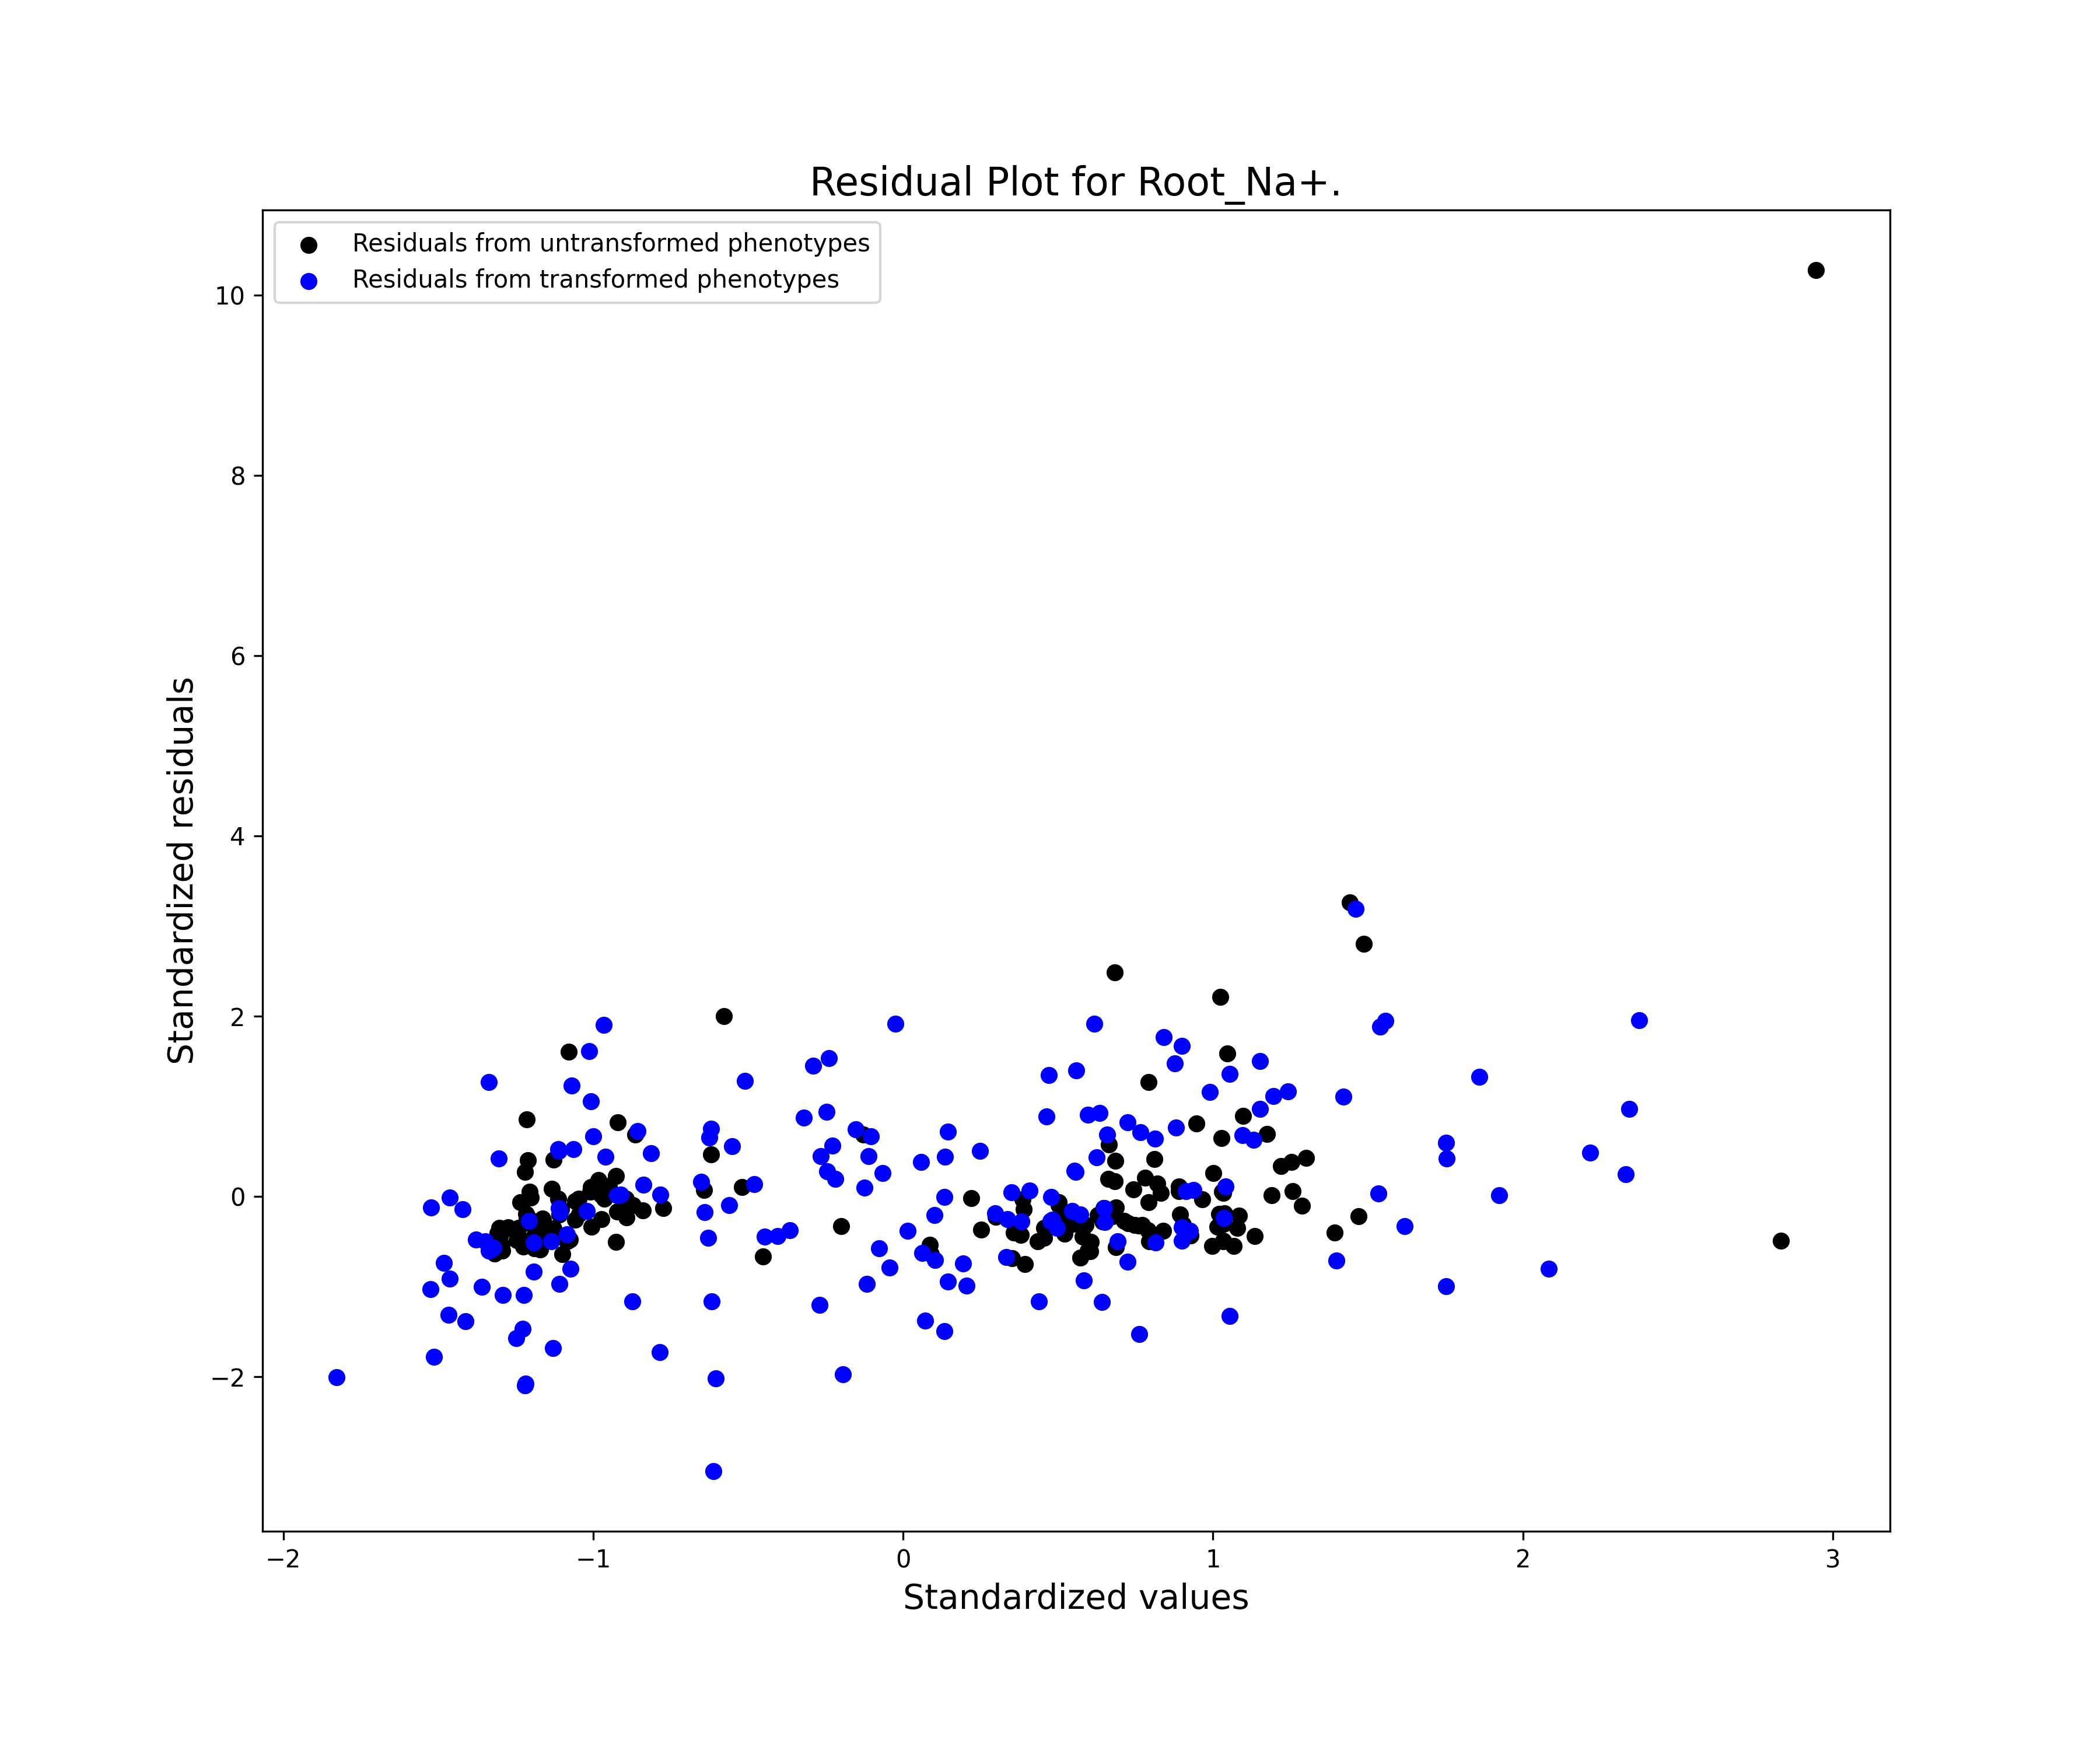 Residual Plot for Root_Na+.
Residuals from untransformed phenotypes
Residuals from transformed phenotypes
10
8
6
4
2
0
−2
Standardized residuals
−2 −1 0 1 2 3
Standardized values